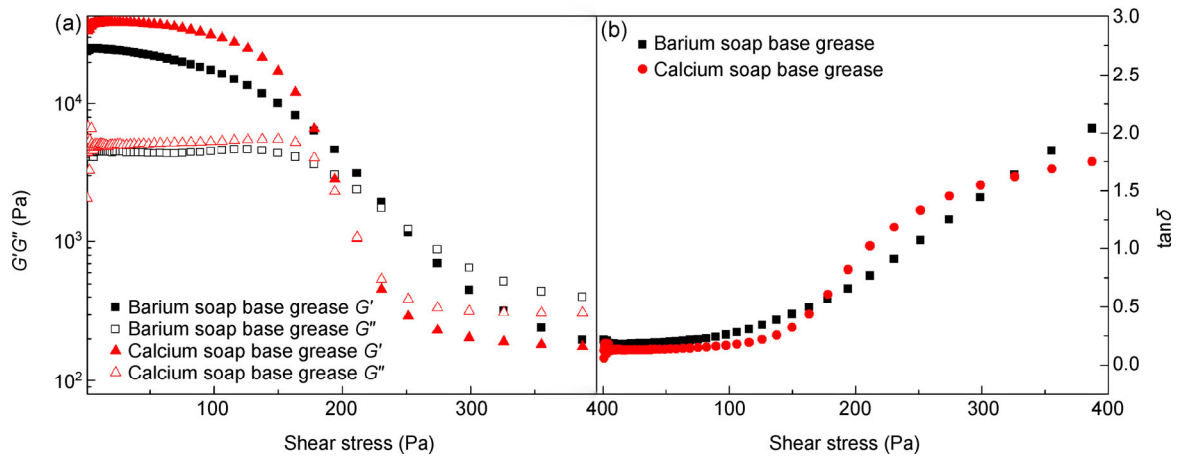 (a)
G'G" (Pa)
10⁴
10³
10²
Barium soap base grease G'
Barium soap base grease G"
Calcium soap base grease G'
Calcium soap base grease G"
100 200 300 400
Shear stress (Pa)
(b)
Barium soap base grease
Calcium soap base grease
3.0
2.5
2.0
1.5
1.0
0.5
0.0
tanδ
0 100 200 300 400
Shear stress (Pa)